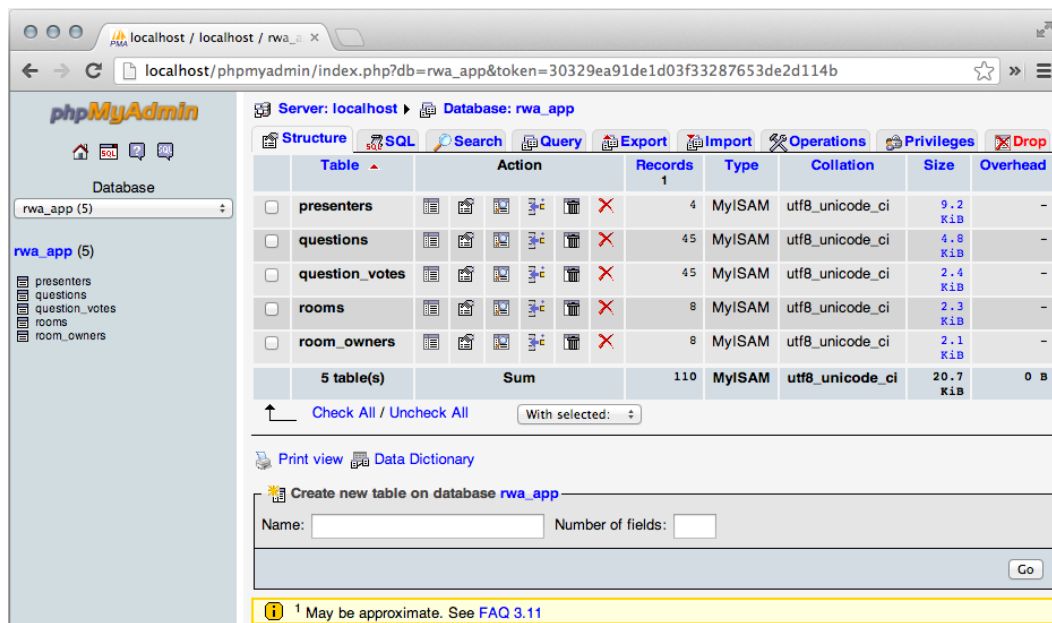 localhost / localhost / rwa_a
localhost/phpmyadmin/index.php?db=rwa_app&token=30329ea91de1d03f33287653de2d114b
phpMyAdmin
Database
rwa_app (5)
rwa_app (5)
presenters
questions
question_votes
rooms
room_owners
Server: localhost Database: rwa_app
Structure SQL Search Query Export Import Operations Privileges Drop
Table Action Records 1 Type Collation Size Overhead
presenters 4 MyISAM utf8_unicode_ci 9.2 KiB -
questions 45 MyISAM utf8_unicode_ci 4.8 KiB -
question_votes 45 MyISAM utf8_unicode_ci 2.4 KiB -
rooms 8 MyISAM utf8_unicode_ci 2.3 KiB -
room_owners 8 MyISAM utf8_unicode_ci 2.1 KiB -
5 table(s) Sum 110 MyISAM utf8_unicode_ci 20.7 KiB 0 B
Check All / Uncheck All With selected:
Print view Data Dictionary
Create new table on database rwa_app
Name: Number of fields:
Go
1 May be approximate. See FAQ 3.11